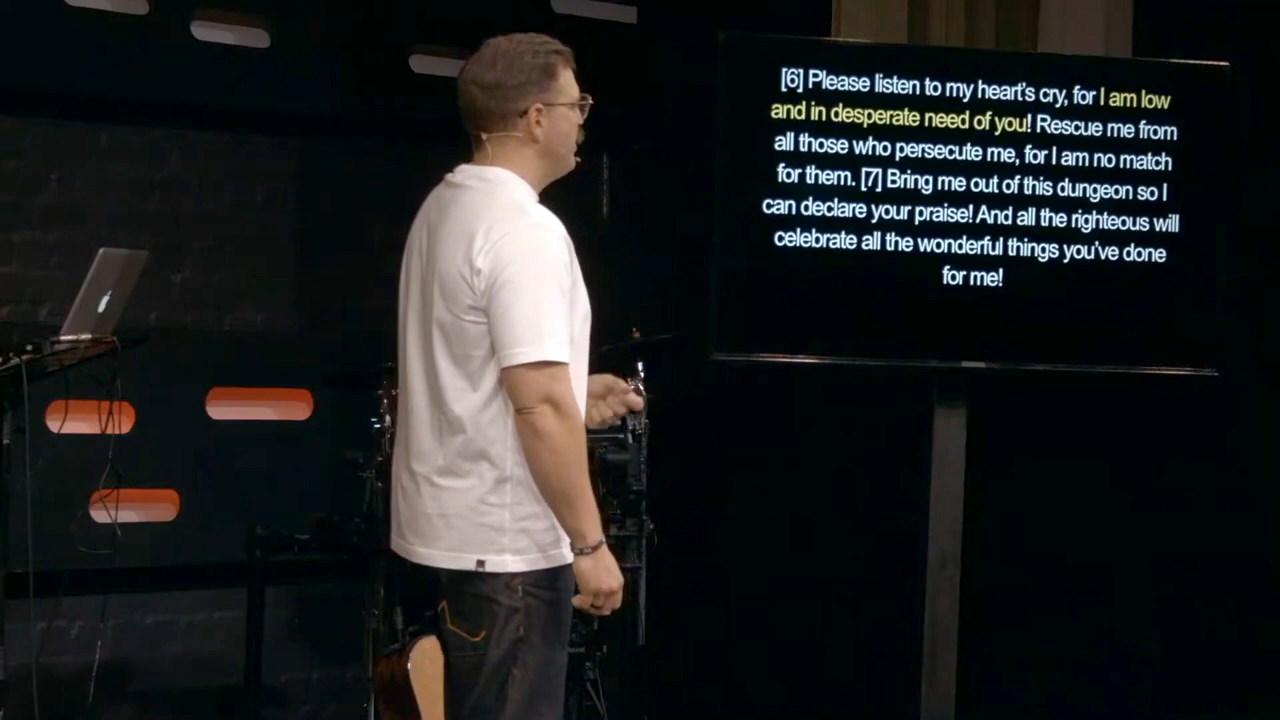 [6] Please listen to my heart's cry, for I am low
and in desperate need of you! Rescue me from
all those who persecute me, for I am no match
for them. [7] Bring me out of this dungeon so I
can declare your praise! And all the righteous will
celebrate all the wonderful things you've done
for me!